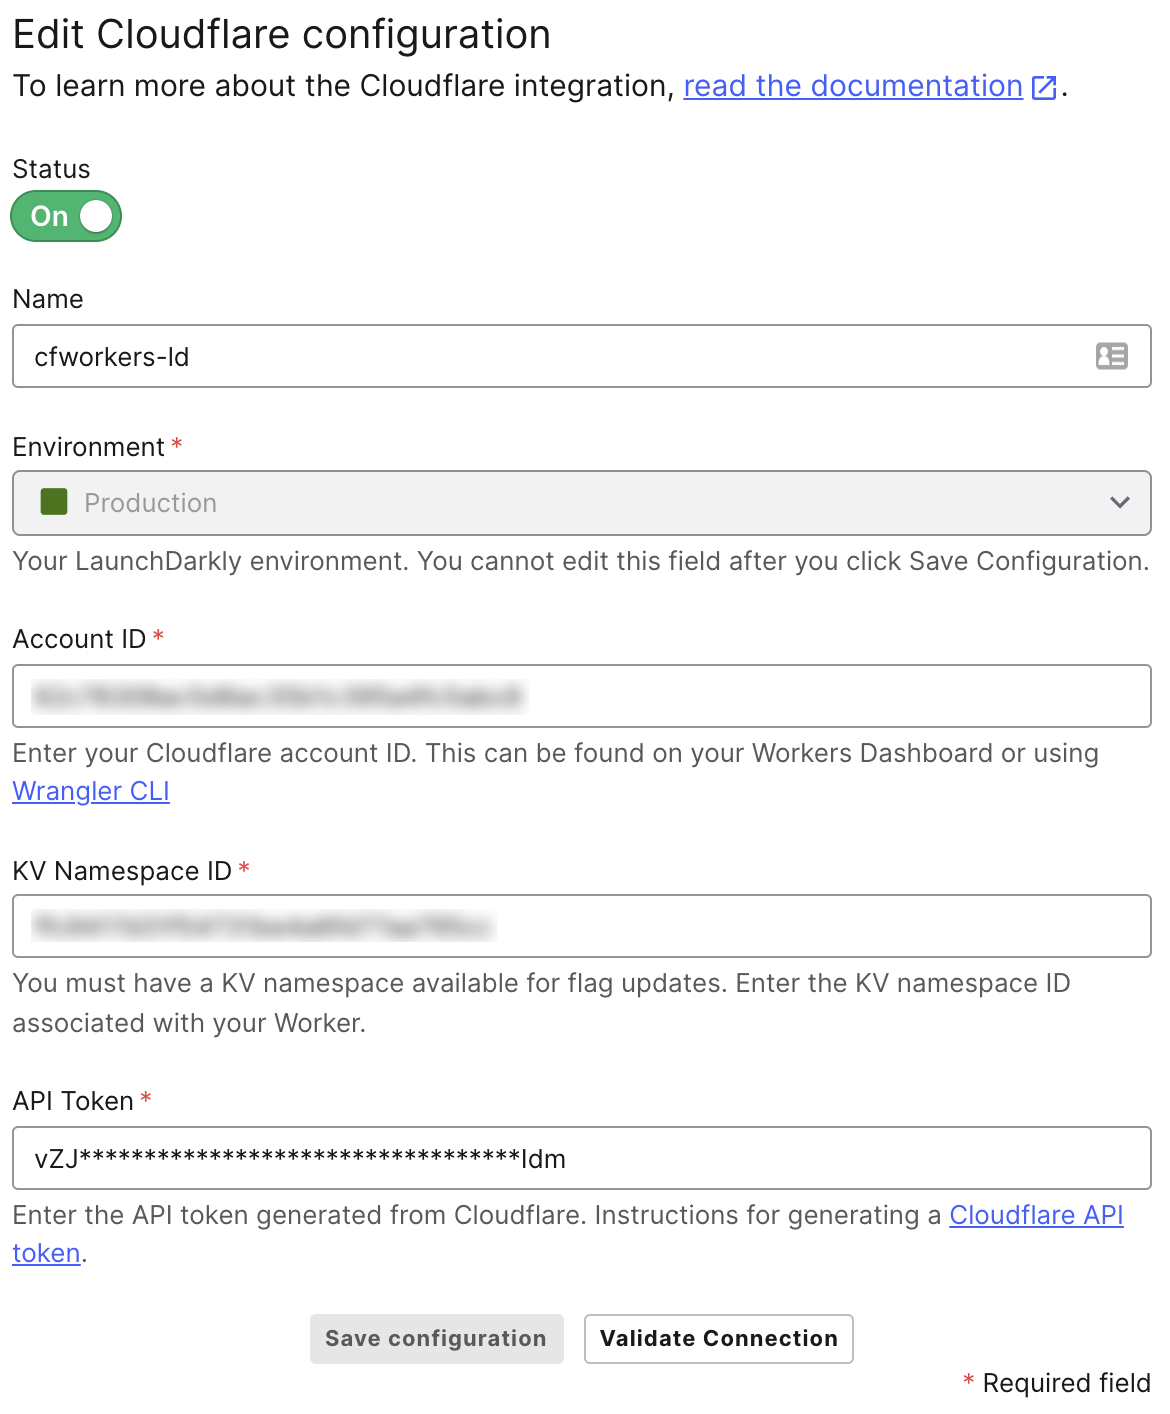 Edit Cloudflare configuration
To learn more about the Cloudflare integration, read the documentation.
Status
On
Name
cfworkers-ld
Environment *
Production
Your LaunchDarkly environment. You cannot edit this field after you click Save Configuration.
Account ID *
Enter your Cloudflare account ID. This can be found on your Workers Dashboard or using
Wrangler CLI
KV Namespace ID *
You must have a KV namespace available for flag updates. Enter the KV namespace ID
associated with your Worker.
API Token *
vZJ**********************************ldm
Enter the API token generated from Cloudflare. Instructions for generating a Cloudflare API
token.
Save configuration Validate Connection
* Required field